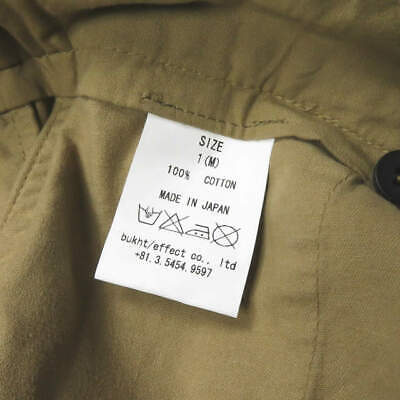 SIZE
1(M)
100% COTTON
MADE IN JAPAN
bukht/effect co., ltd
+81.3.5454.9597